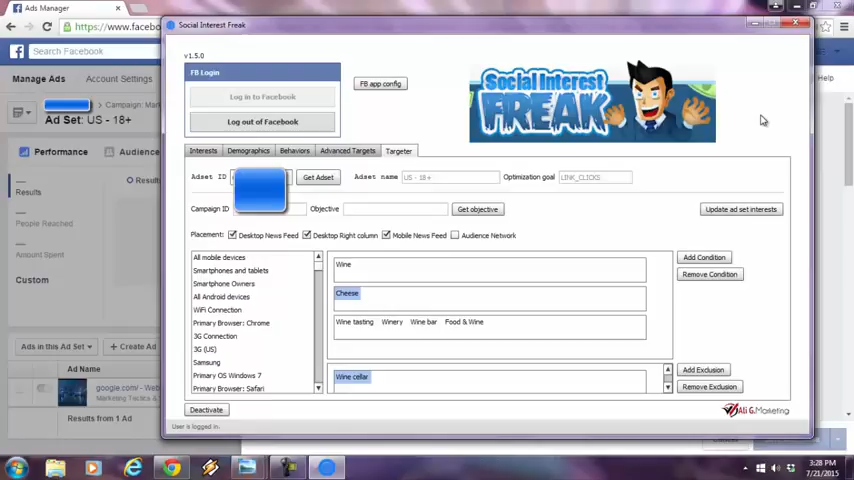 Ads Manager
https://www.facebo
Search Facebook
Manage Ads
Account Settings
Help
Campaign: Mar
Ad Set: US - 18+
Performance
Audience
Results
Result
People Reached
Amount Spent
Custom
Ads in this Ad Set
Create Ad
Ad Name
google.com/ - Web
Marketing Tactics & S
Results from 1 Ad
Social Interest Freak
v1.5.0
FB Login
Log in to Facebook
Log out of Facebook
FB app config
Social Interest
FREAK
Interests
Demographics
Behaviors
Advanced Targets
Targeter
Adset ID
Get Adset
Adset name
US - 18+
Optimization goal
LINK_CLICKS
Campaign ID
Objective
Get objective
Update ad set interests
Placement:
Desktop News Feed
Desktop Right column
Mobile News Feed
Audience Network
All mobile devices
Smartphones and tablets
Smartphone Owners
All Android devices
WiFi Connection
Primary Browser: Chrome
3G Connection
3G (US)
Samsung
Primary OS Windows 7
Primary Browser: Safari
Wine
Cheese
Wine tasting Winery Wine bar Food & Wine
Wine cellar
Add Condition
Remove Condition
Add Exclusion
Remove Exclusion
Deactivate
Ali G.Marketing
User is logged in.
3:28 PM
7/21/2015